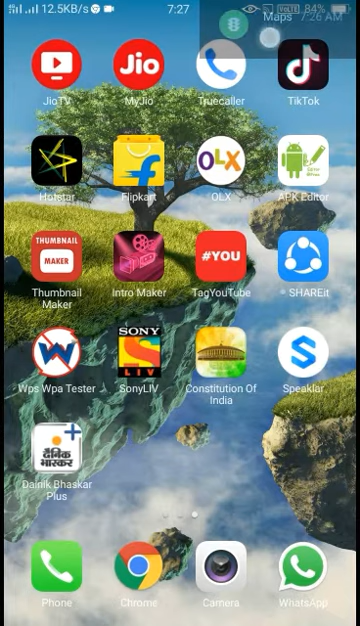 12.5KB/s 7:27 VoLTE 84%
Maps 7:26 AM
Jio
JioTV MyJio Truecaller TikTok
OLX
Hotstar Flipkart OLX APK Editor
THUMBNAIL
MAKER
#YOU
Thumbnail Maker Intro Maker TagYouTube SHAREit
SONY
LIV
Wps Wpa Tester SonyLIV Constitution Of India Speaklar
दैनिक
भास्कर
Dainik Bhaskar
Plus
Phone Chrome Camera WhatsApp